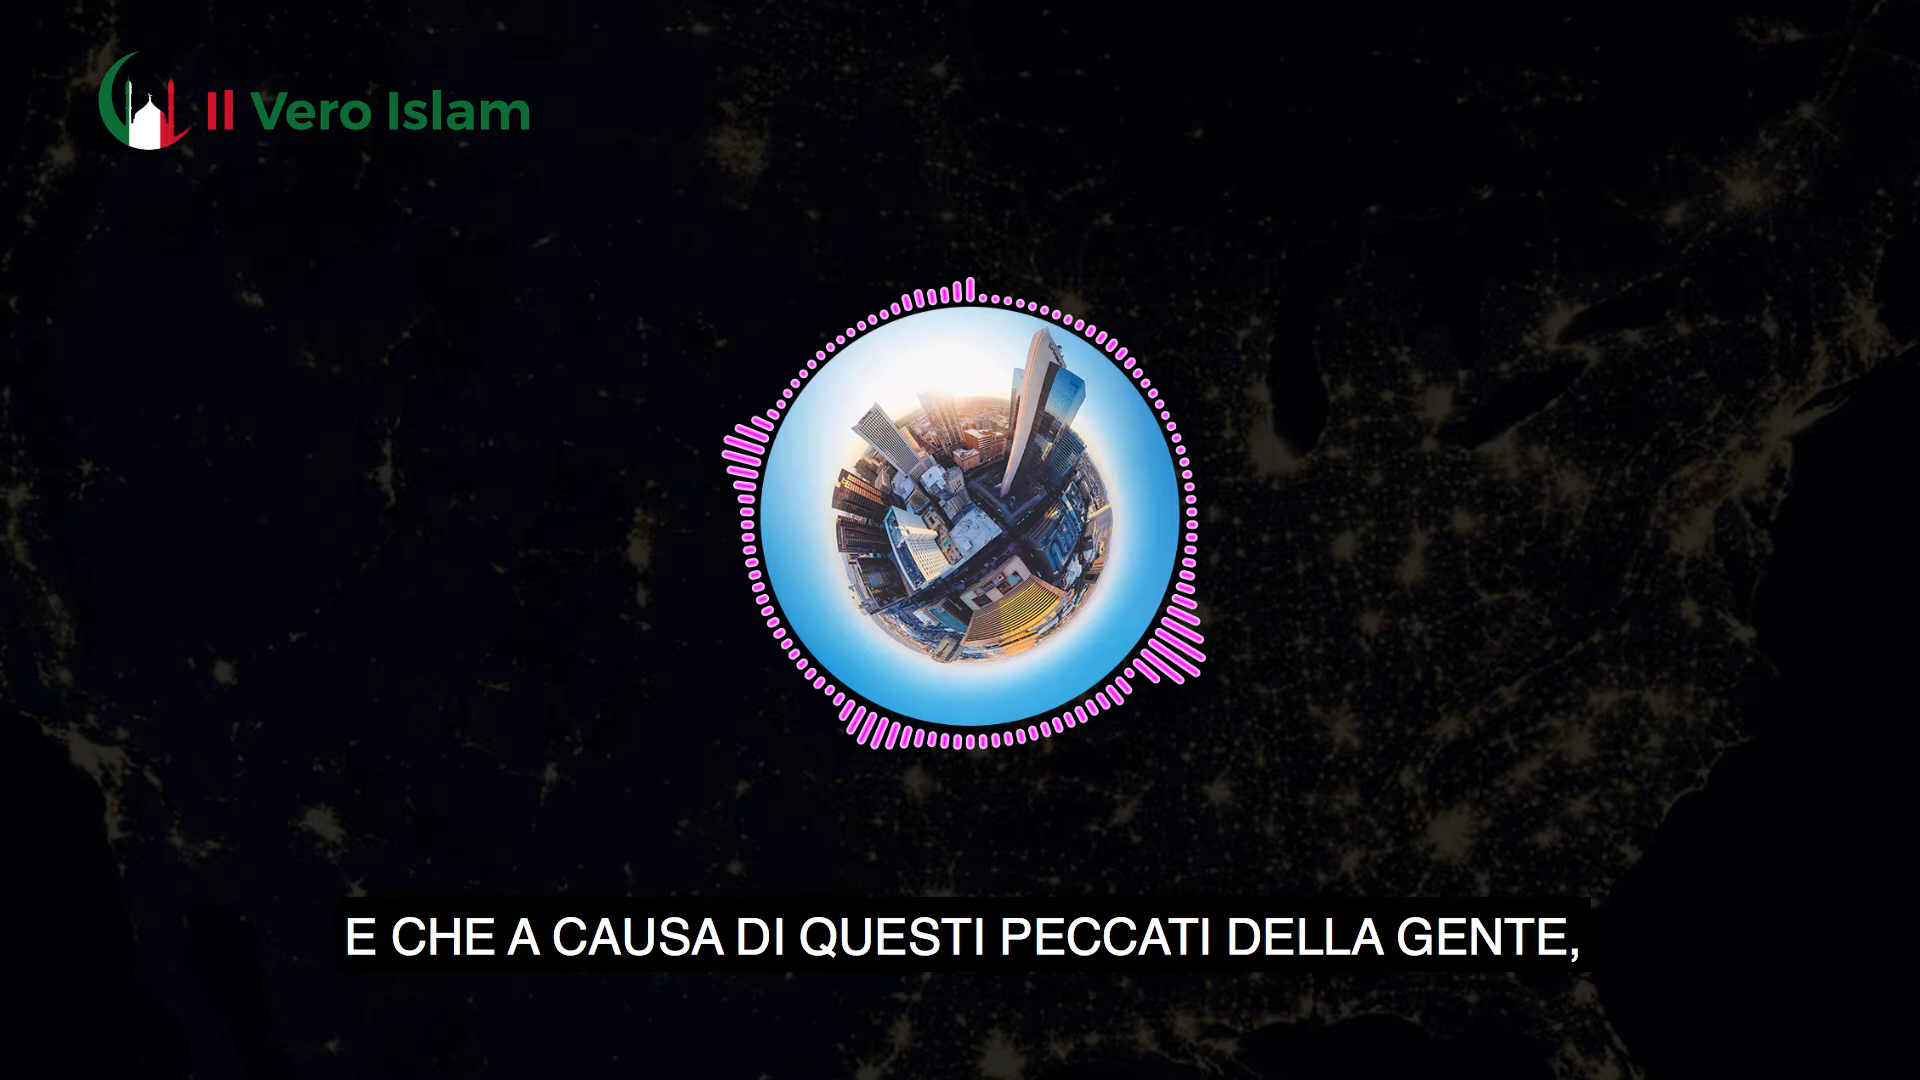 Il Vero Islam
E CHE A CAUSA DI QUESTI PECCATI DELLA GENTE,